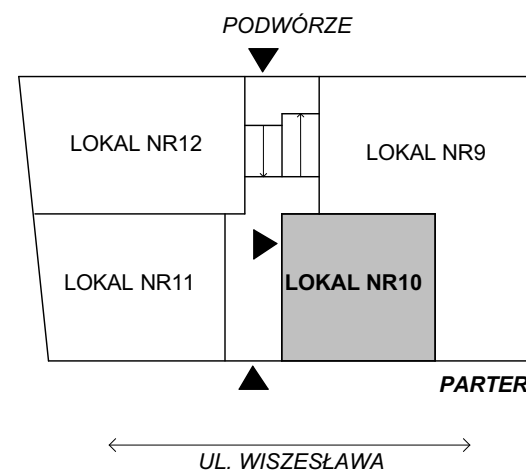 PODWÓRZE
LOKAL NR12
LOKAL NR9
LOKAL NR11
LOKAL NR10
PARTER
UL. WISZESŁAWA